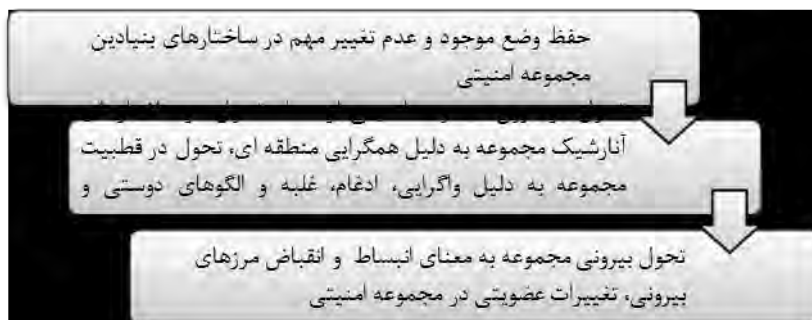 حفظ وضع موجود و عدم تغییر مهم در ساختارهای بنیادین
مجموعه امنیتی
آنارشیک مجموعه به دلیل همگرایی منطقه ای، تحول در قطبیت
مجموعه به دلیل واگرایی، ادغام، غلبه و الگوهای دوستی و
تحول بیرونی مجموعه به معنای انبساط و انقباض مرزهای
بیرونی، تغییرات عضویتی در مجموعه امنیتی